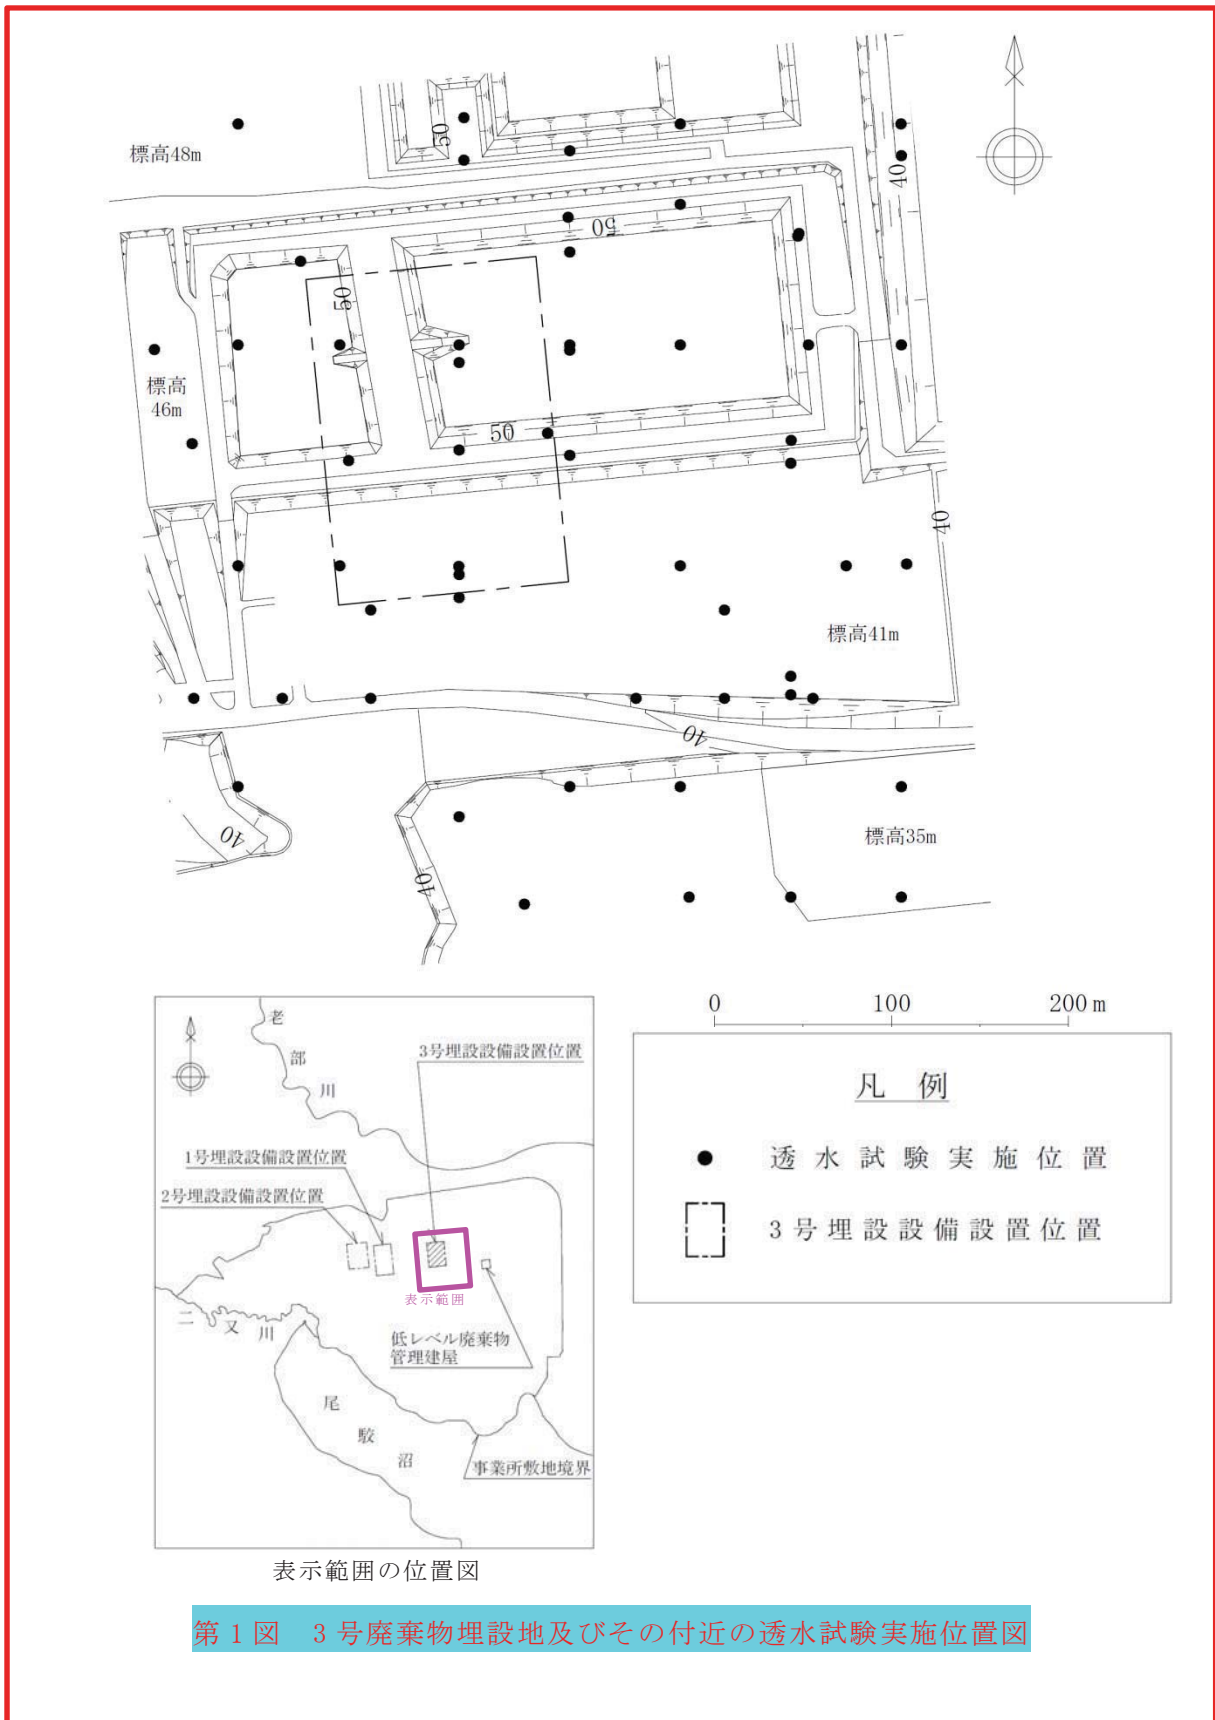 標高48m
50
40
50
50
標高
46m
50
40
標高41m
40
40
標高35m
40
0 100 200 m
老
部
川
3号埋設設備設置位置
1号埋設設備設置位置
2号埋設設備設置位置
表示範囲
二
又
川
低レベル廃棄物
管理建屋
尾
駮
沼
事業所敷地境界
表示範囲の位置図
凡 例
透水試験実施位置
3号埋設設備設置位置
第1図 3号廃棄物埋設地及びその付近の透水試験実施位置図